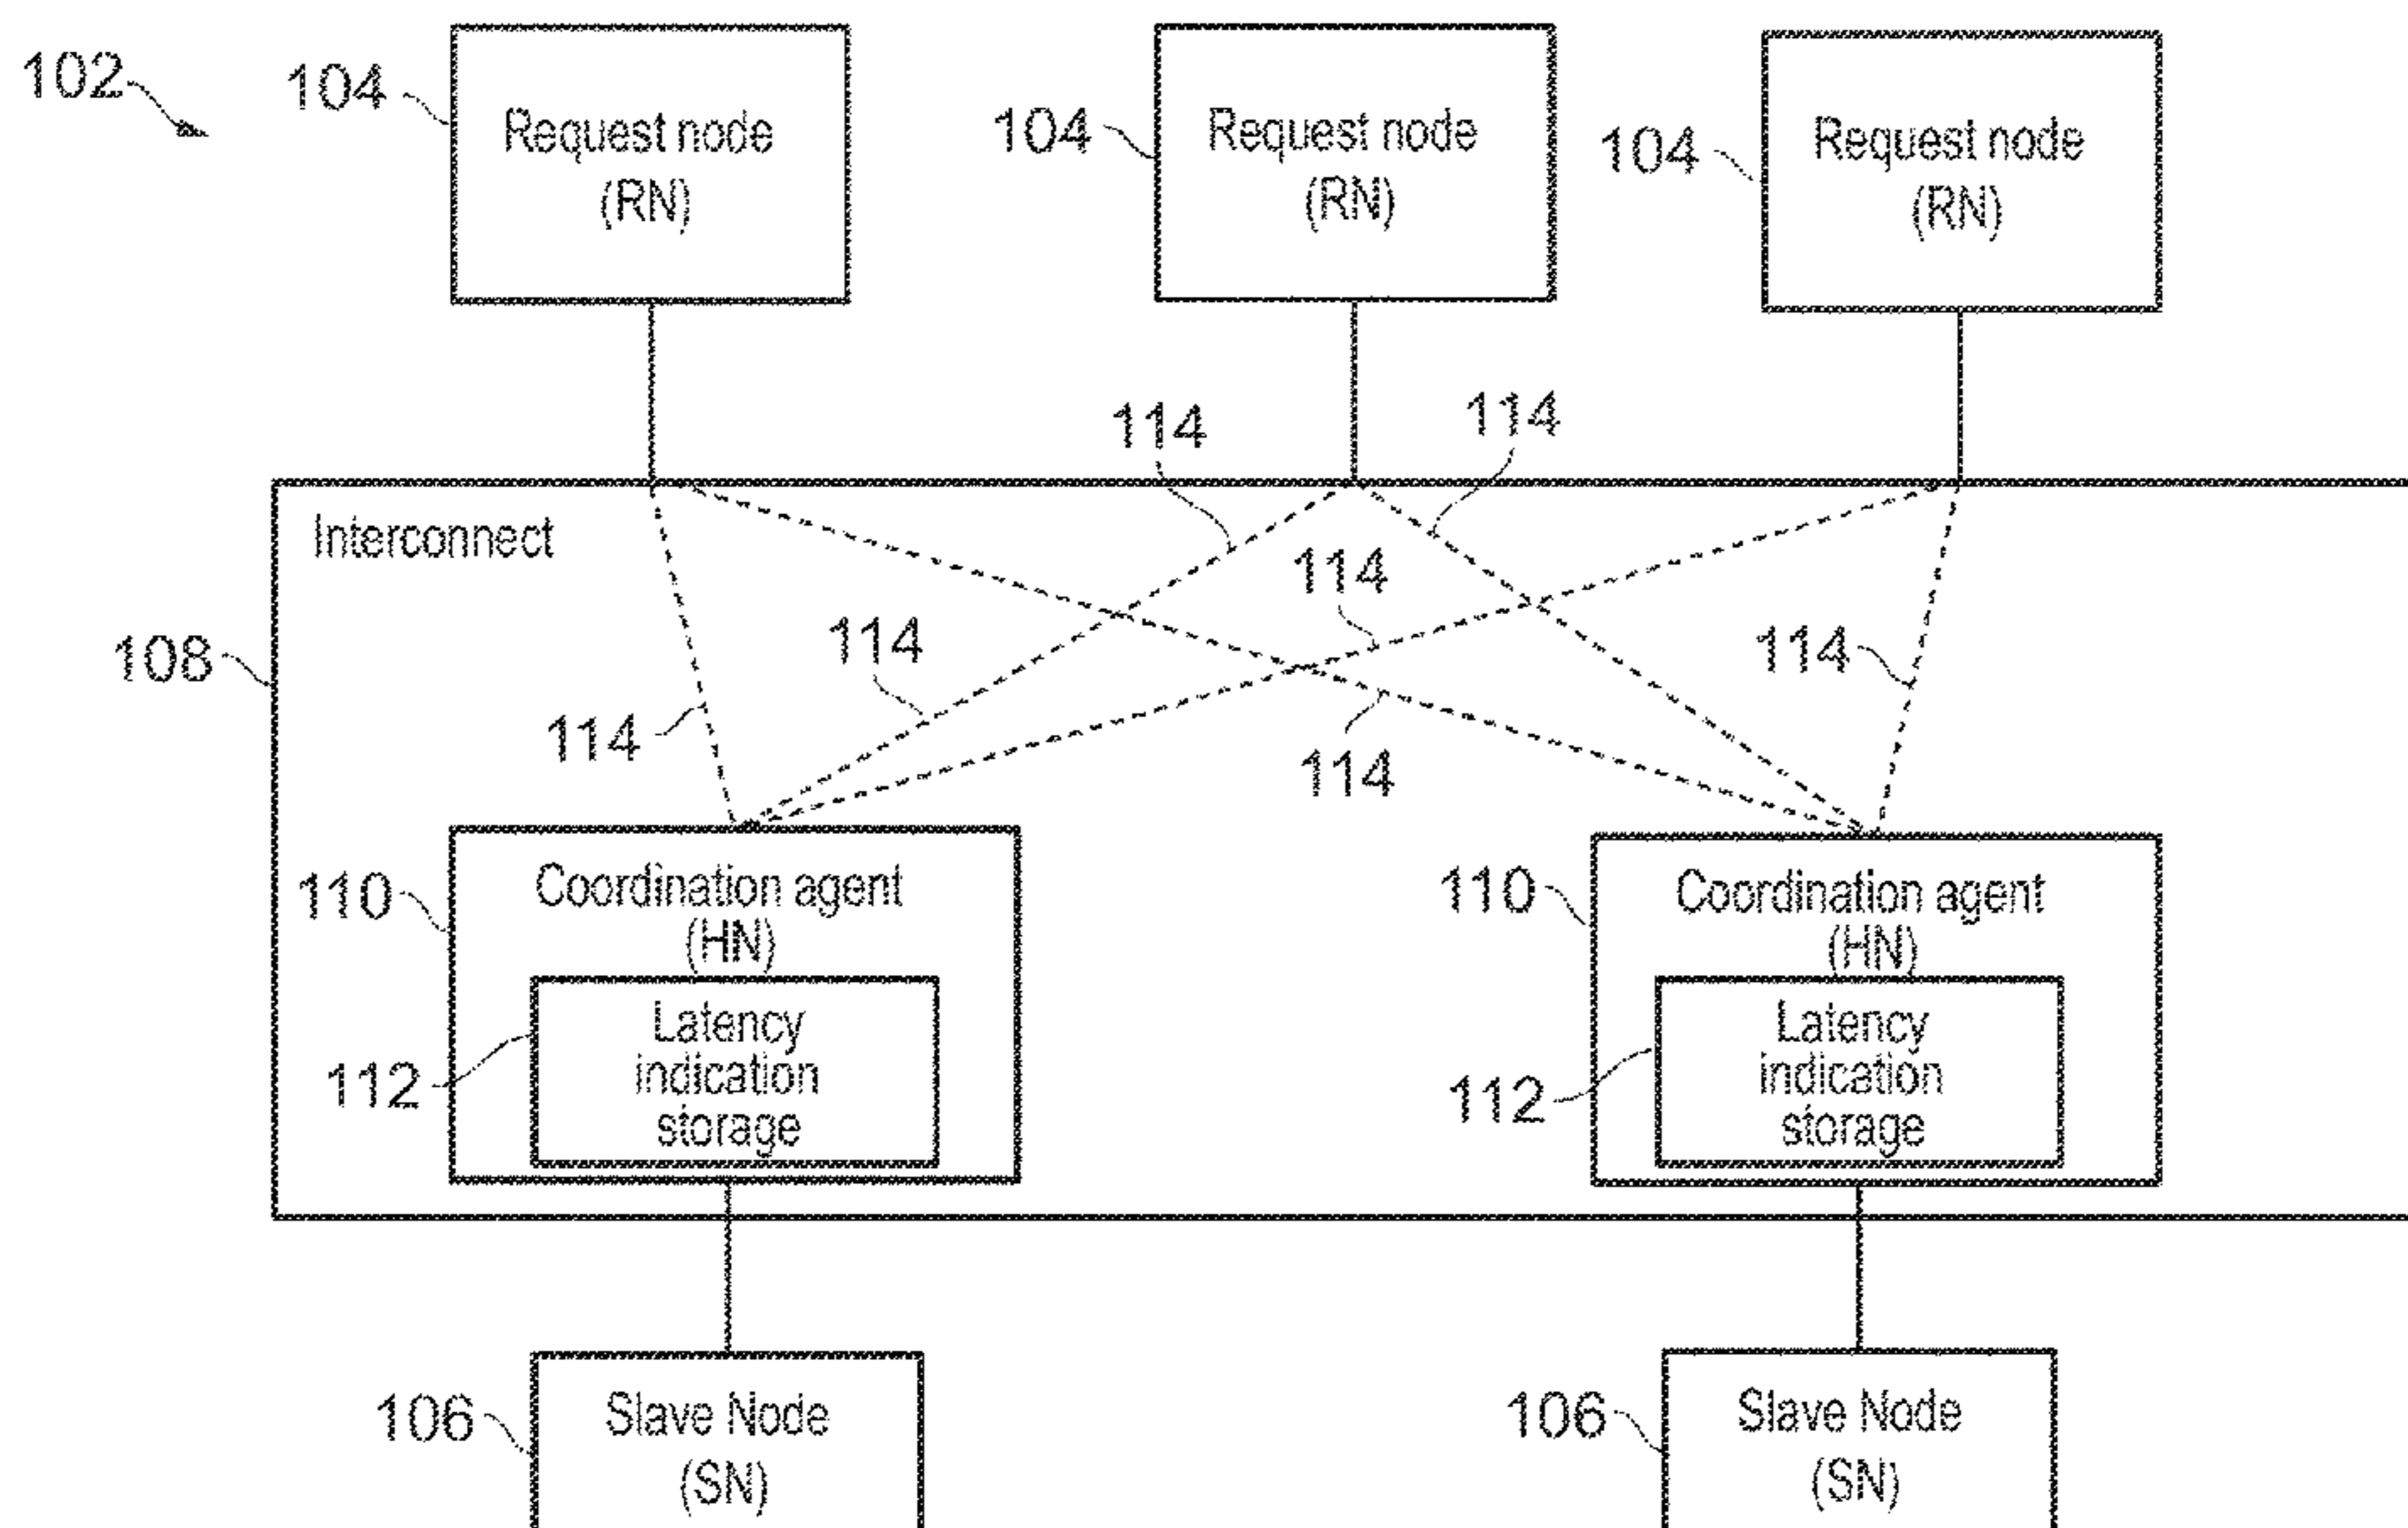 102
104
Request node
(RN)
104
Request node
(RN)
104
Request node
(RN)
114
114
Interconnect
114
114
114
108
114
114
110
Coordination agent
(HN)
110
Coordination agent
(HN)
112
Latency
indication
storage
112
Latency
indication
storage
106
Slave Node
(SN)
106
Slave Node
(SN)